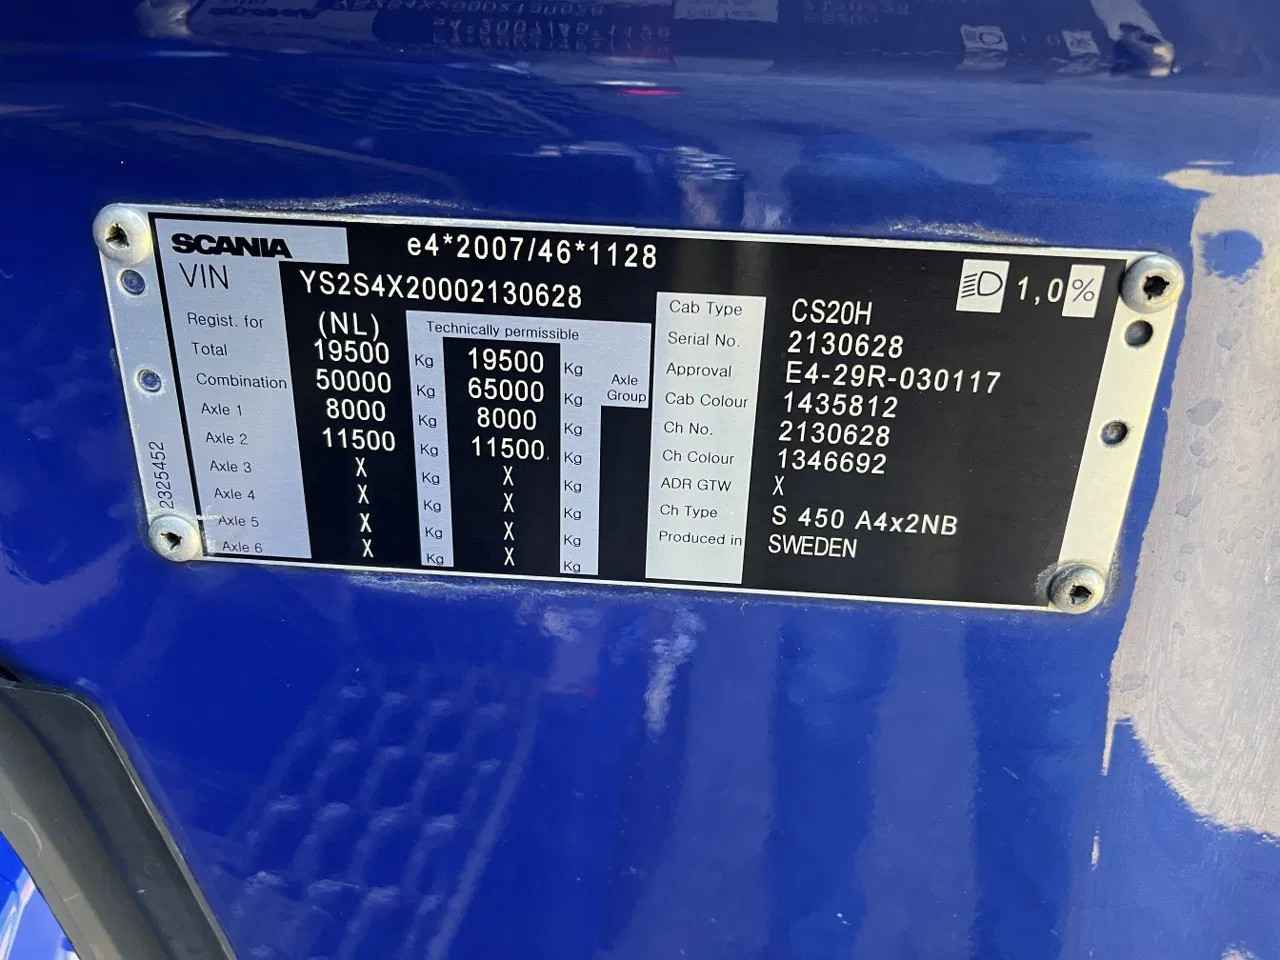 SCANIA e4*2007/46*1128
VIN YS2S4X20002130628
1,0 %
Regist. for (NL) Technically permissible
Total 19500 Kg 19500 Kg
Combination 50000 Kg 65000 Kg Axle Group
Axle 1 8000 Kg 8000 Kg
Axle 2 11500 Kg 11500 Kg
Axle 3 X Kg X Kg
Axle 4 X Kg X Kg
Axle 5 X Kg X Kg
Axle 6 X Kg X Kg
Cab Type CS20H
Serial No. 2130628
Approval E4-29R-030117
Cab Colour 1435812
Ch No. 2130628
Ch Colour 1346692
ADR GTW X
Ch Type S 450 A4x2NB
Produced in SWEDEN
2325452